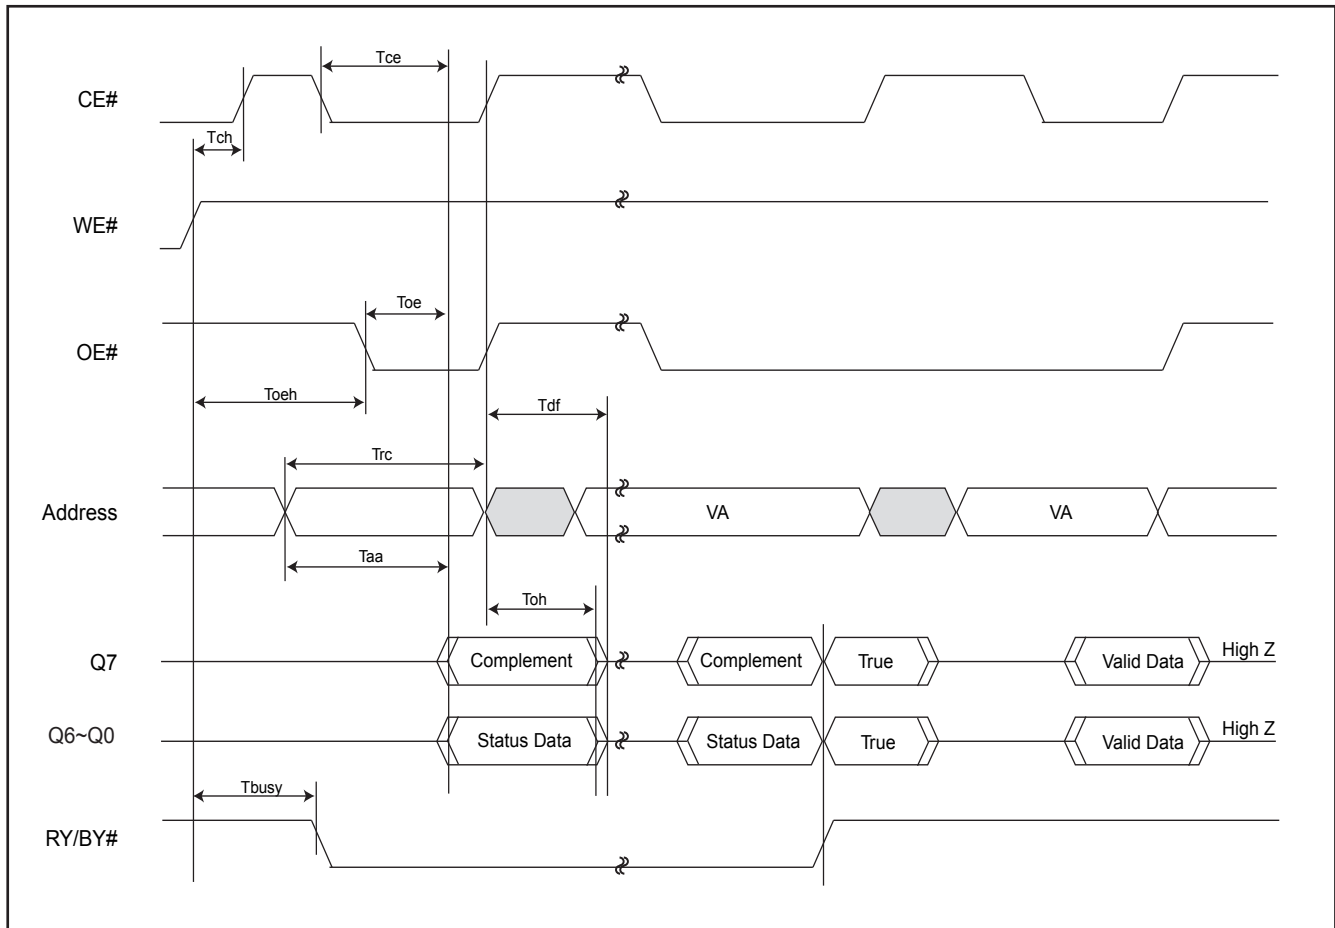 Tce
CE#
Tch
WE#
Toe
OE#
Toeh
Tdf
Trc
Address
VA
VA
Taa
Toh
Q7
Complement
Complement
True
Valid Data
High Z
Q6~Q0
Status Data
Status Data
True
Valid Data
High Z
Tbusy
RY/BY#